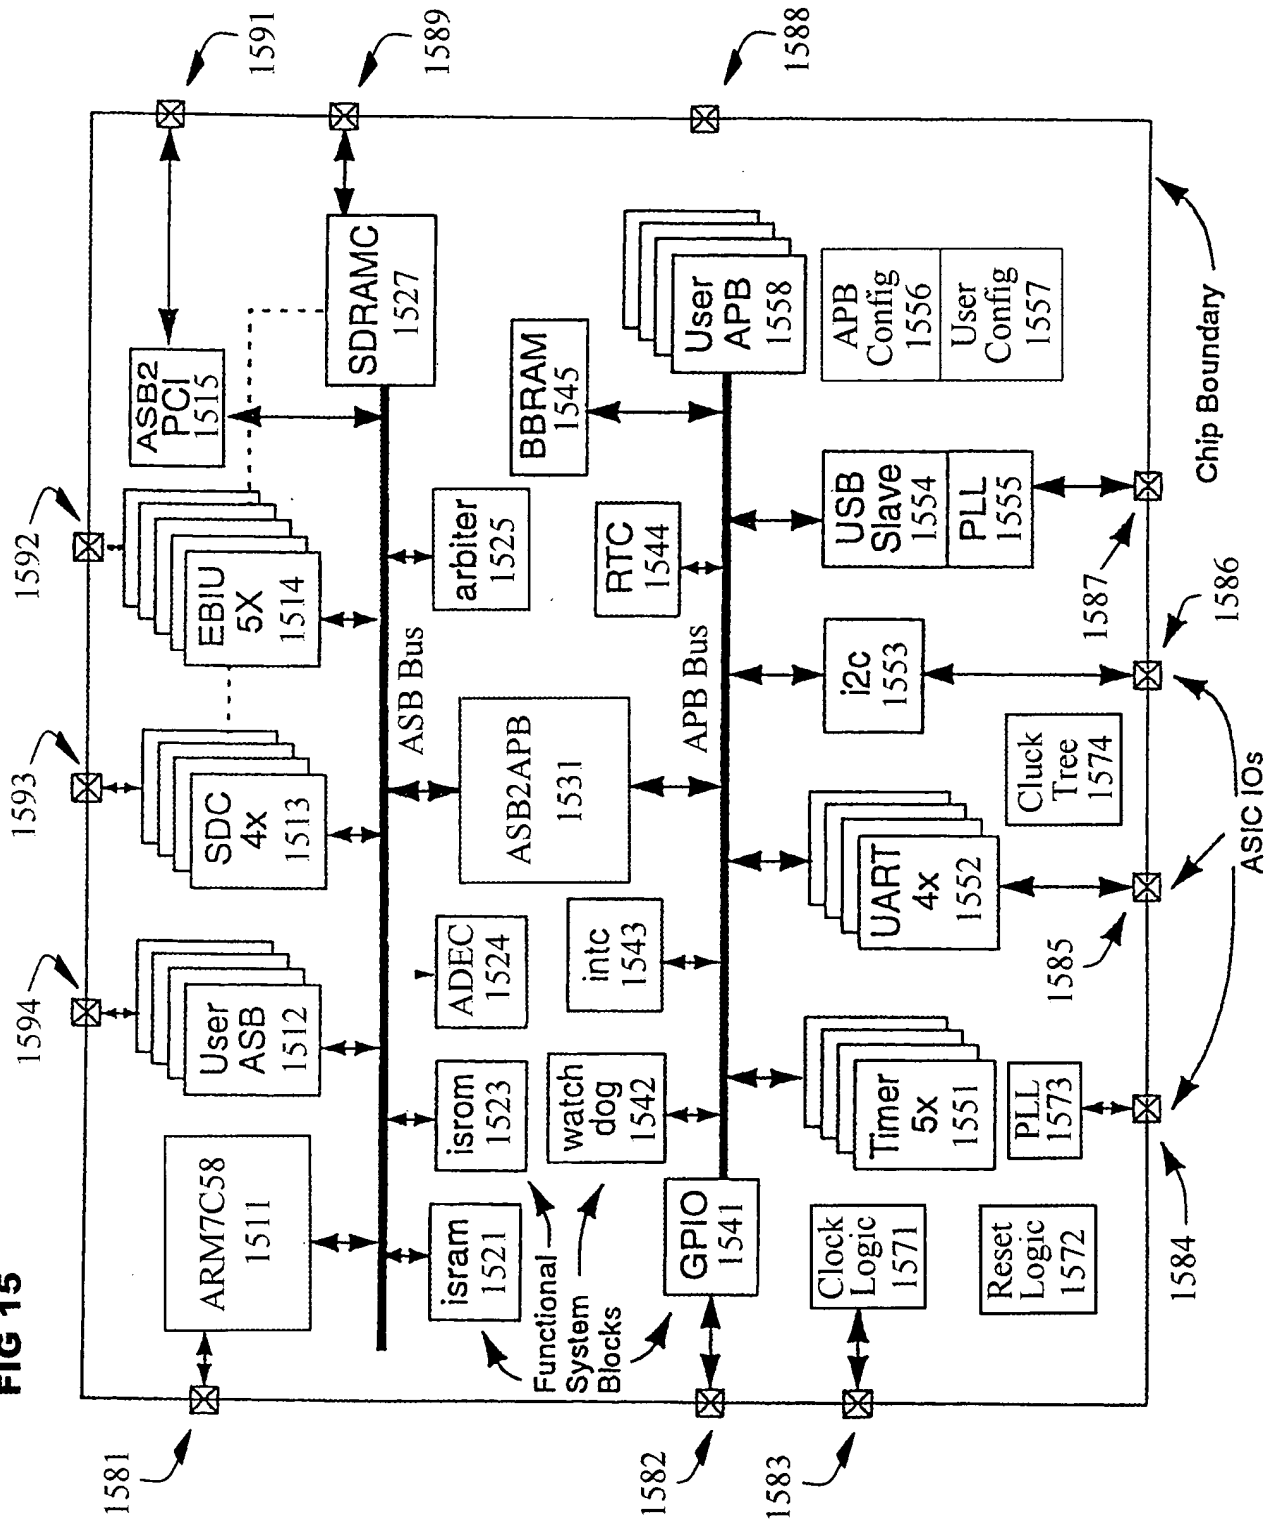 FIG 15
1594
1593
1592
1591
1589
1588
1581
1582
1583
1584
1585
1586
1587
ARM7C58
1511
User
ASB
1512
SDC
4x
1513
EBIU
5X
1514
ASB2
PCI
1515
SDRAMC
1527
ASB Bus
isram
1521
isrom
1523
ADEC
1524
ASB2APB
1531
arbiter
1525
Functional
System
Blocks
watch
dog
1542
intc
1543
RTC
1544
BBRAM
1545
APB Bus
GPIO
1541
User
APB
1558
Timer
5x
1551
UART
4x
1552
i2c
1553
USB
Slave
1554
PLL
1555
APB
Config
1556
User
Config
1557
Clock
Logic
1571
Reset
Logic
1572
PLL
1573
Cluck
Tree
1574
ASIC IOs
Chip Boundary